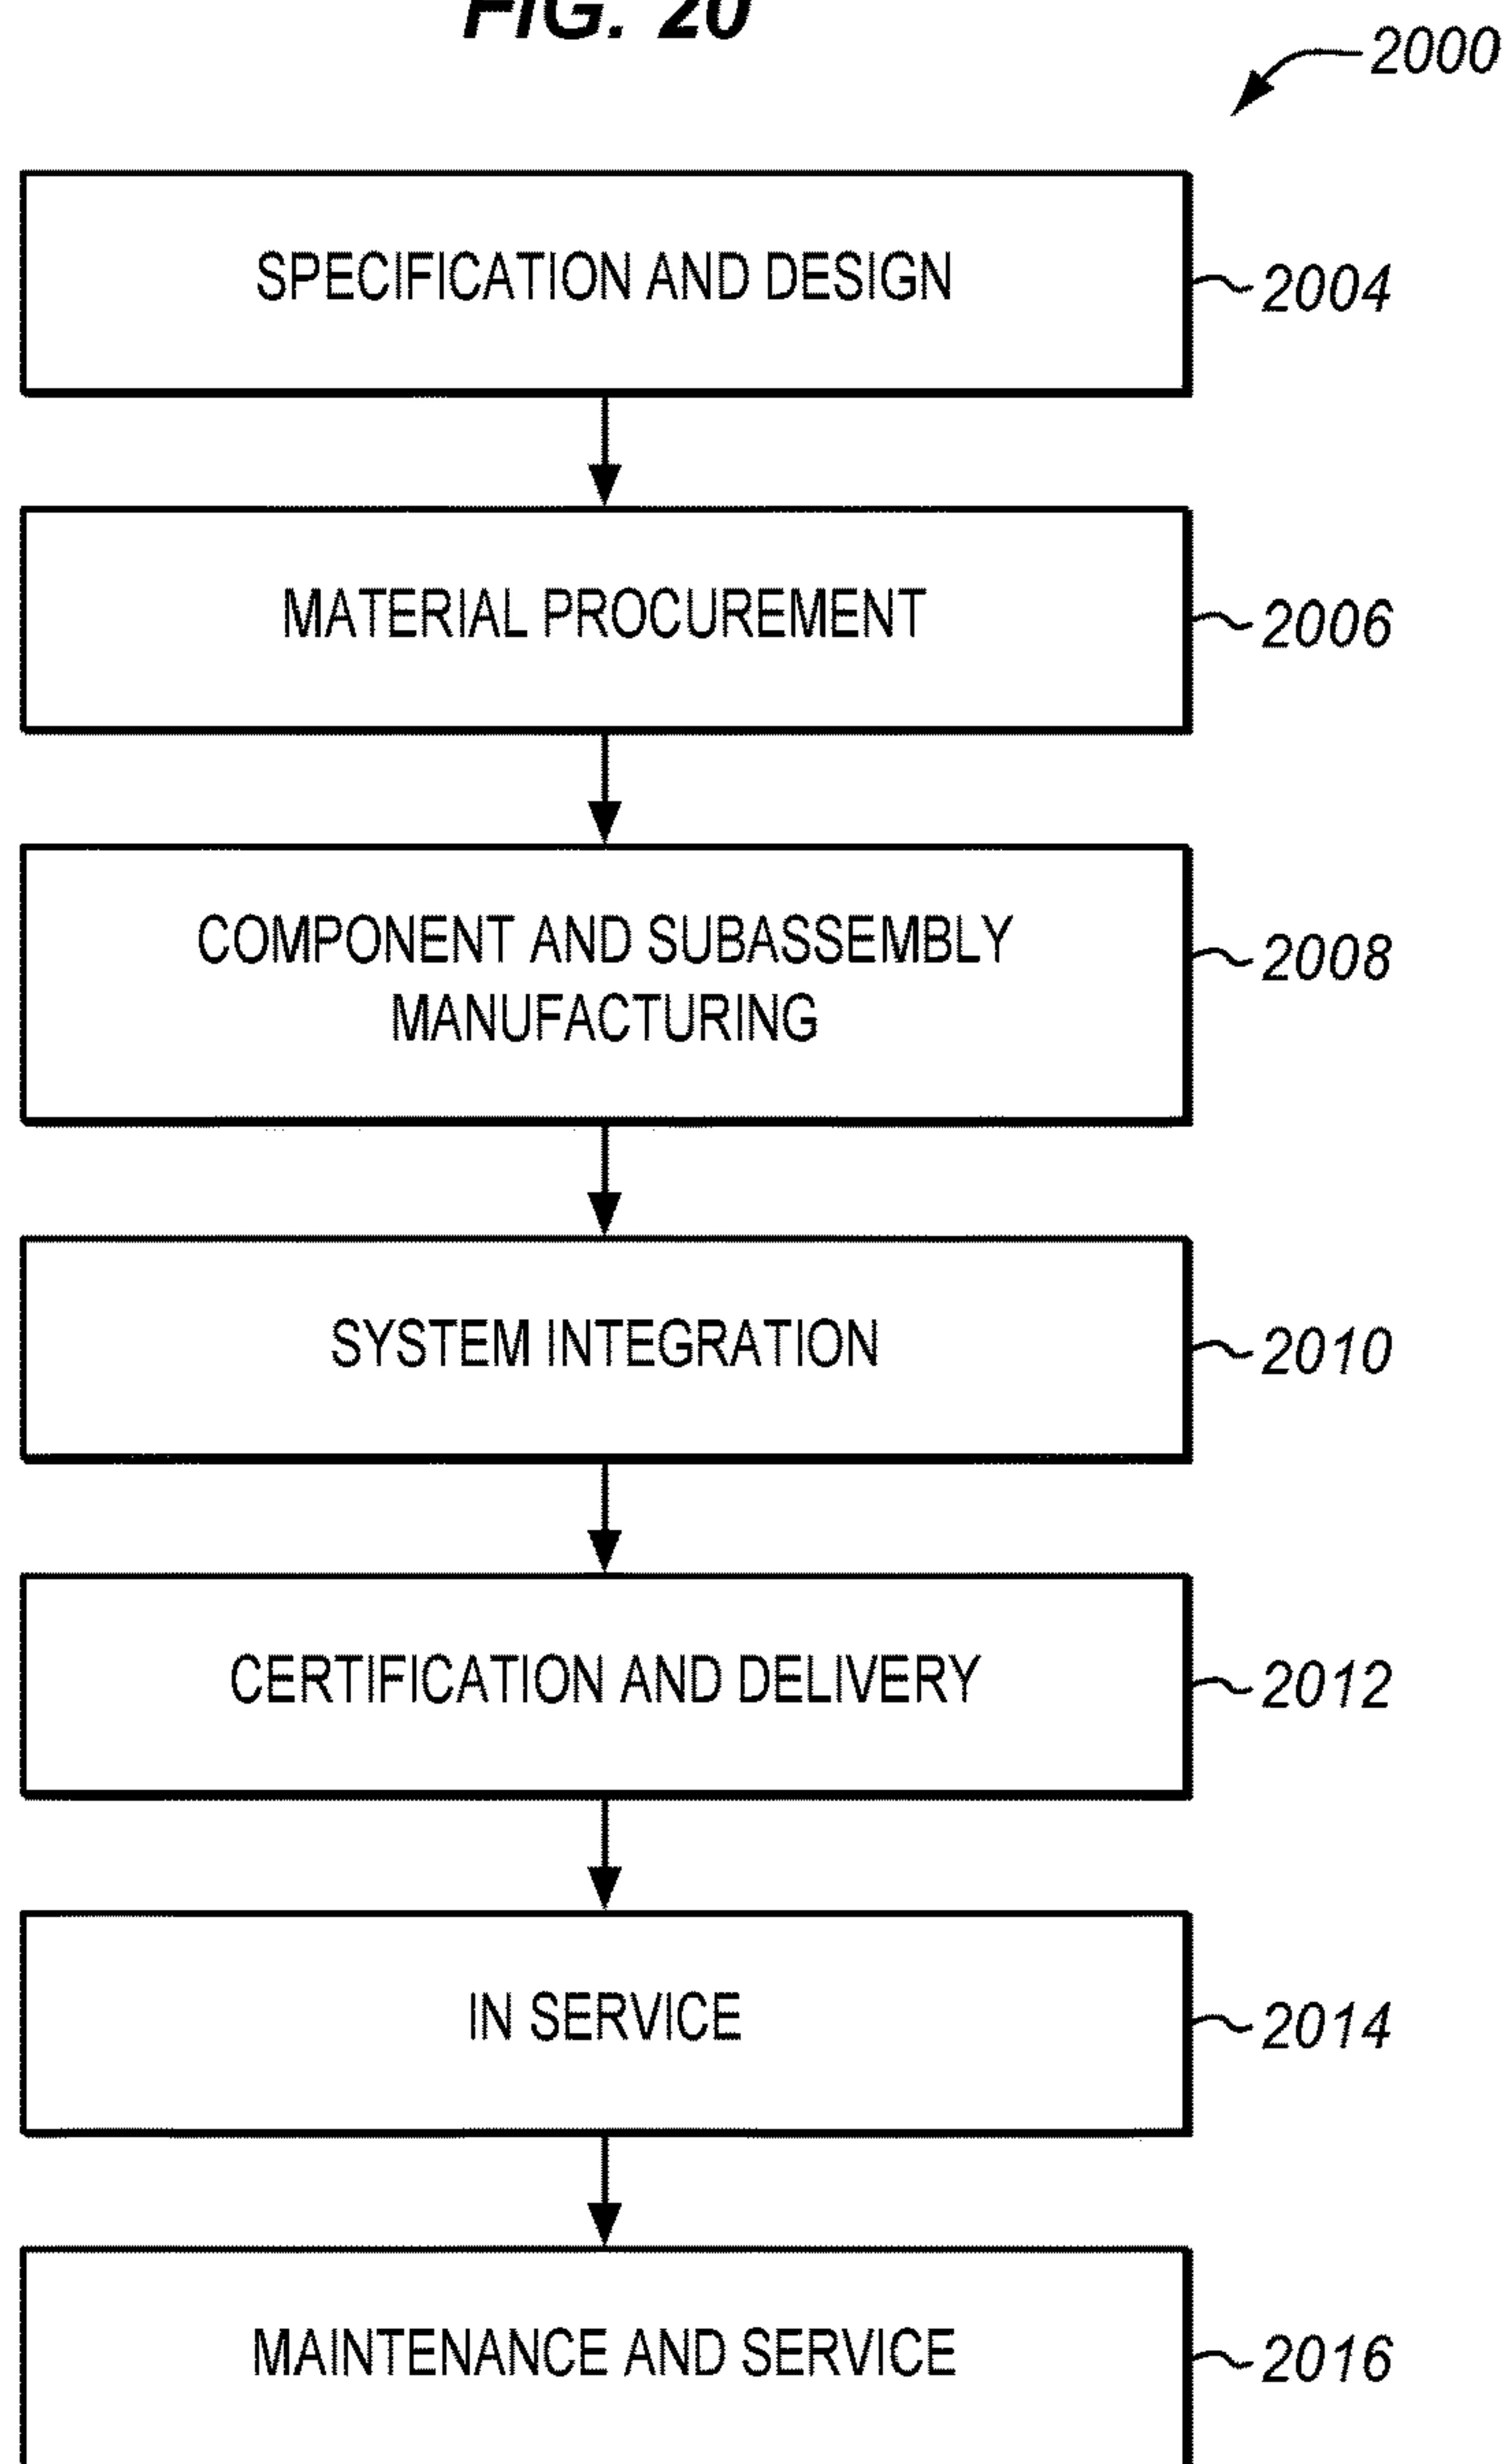 FIG. 20
2000
SPECIFICATION AND DESIGN
2004
MATERIAL PROCUREMENT
2006
COMPONENT AND SUBASSEMBLY
MANUFACTURING
2008
SYSTEM INTEGRATION
2010
CERTIFICATION AND DELIVERY
2012
IN SERVICE
2014
MAINTENANCE AND SERVICE
2016